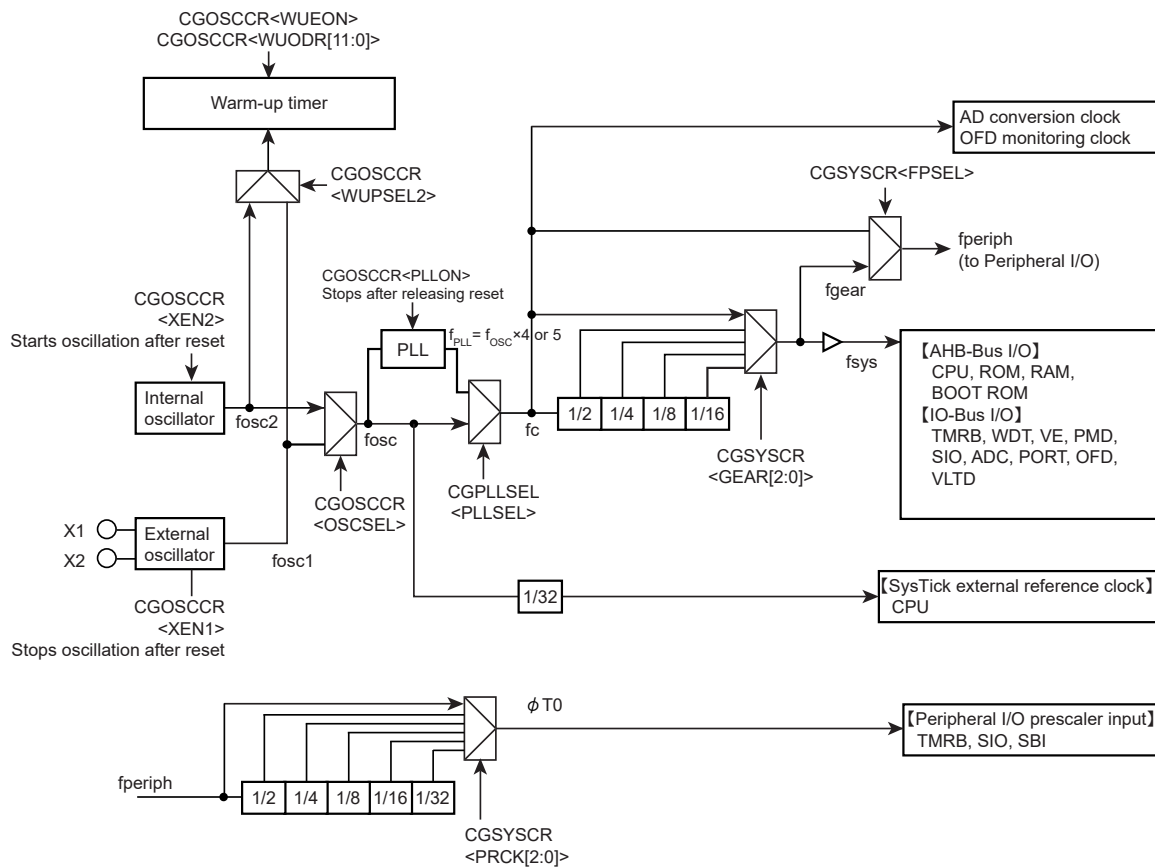 CGOSCCR<WUEON>
CGOSCCR<WUODR[11:0]>
Warm-up timer
CGOSCCR
<WUPSEL2>
AD conversion clock
OFD monitoring clock
CGSYSCR<FPSEL>
fperiph
(to Peripheral I/O)
fgear
CGOSCCR<PLLON>
Stops after releasing reset
PLL
fPLL= fOSC×4 or 5
CGOSCCR
<XEN2>
Starts oscillation after reset
Internal
oscillator
fosc2
fosc
fc
1/2 1/4 1/8 1/16
fsys
【AHB-Bus I/O】
CPU, ROM, RAM,
BOOT ROM
【IO-Bus I/O】
TMRB, WDT, VE, PMD,
SIO, ADC, PORT, OFD,
VLTD
CGOSCCR
<OSCSEL>
CGPLLSEL
<PLLSEL>
CGSYSCR
<GEAR[2:0]>
X1
X2
External
oscillator
fosc1
CGOSCCR
<XEN1>
Stops oscillation after reset
1/32
【SysTick external reference clock】
CPU
ϕT0
【Peripheral I/O prescaler input】
TMRB, SIO, SBI
fperiph
1/2 1/4 1/8 1/16 1/32
CGSYSCR
<PRCK[2:0]>